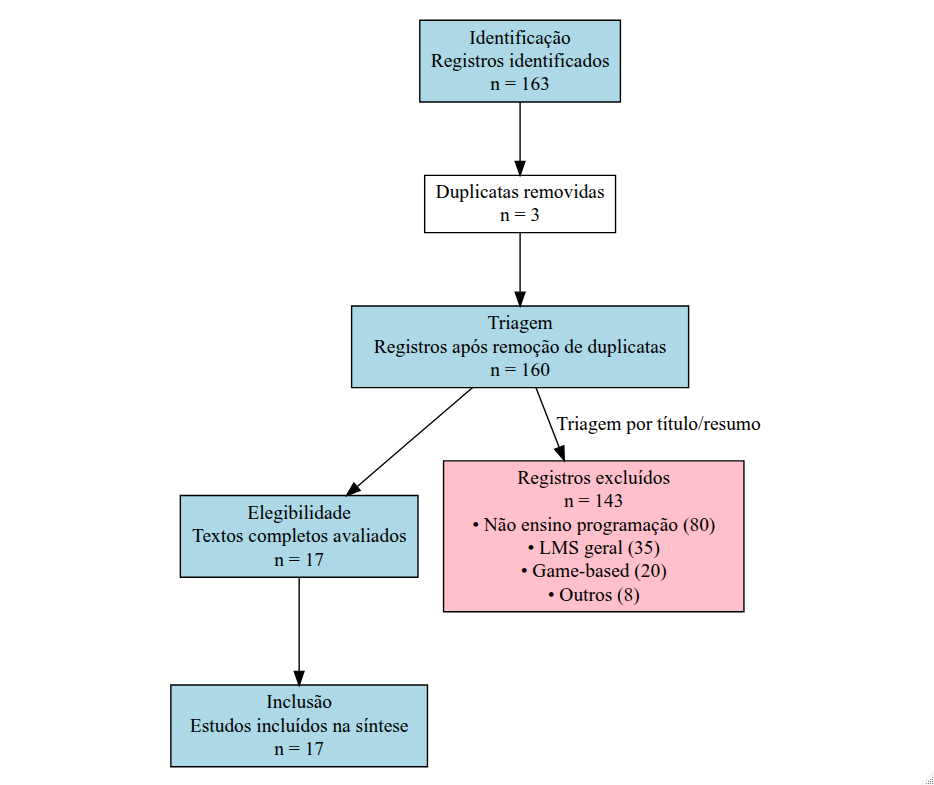 Identificação
Registros identificados
n = 163
Duplicatas removidas
n = 3
Triagem
Registros após remoção de duplicatas
n = 160
Triagem por título/resumo
Registros excluídos
n = 143
• Não ensino programação (80)
• LMS geral (35)
• Game-based (20)
• Outros (8)
Elegibilidade
Textos completos avaliados
n = 17
Inclusão
Estudos incluídos na síntese
n = 17